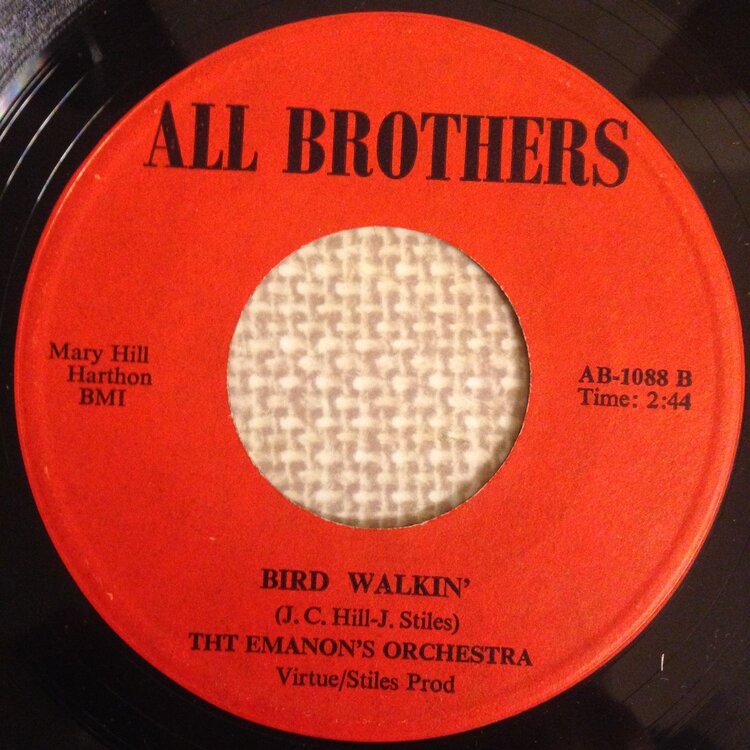 ALL BROTHERS
Mary Hill
Harthon
BMI
AB-1088 B
Time: 2:44
BIRD WALKIN'
(J. C. Hill-J. Stiles)
THT EMANON'S ORCHESTRA
Virtue/Stiles Prod